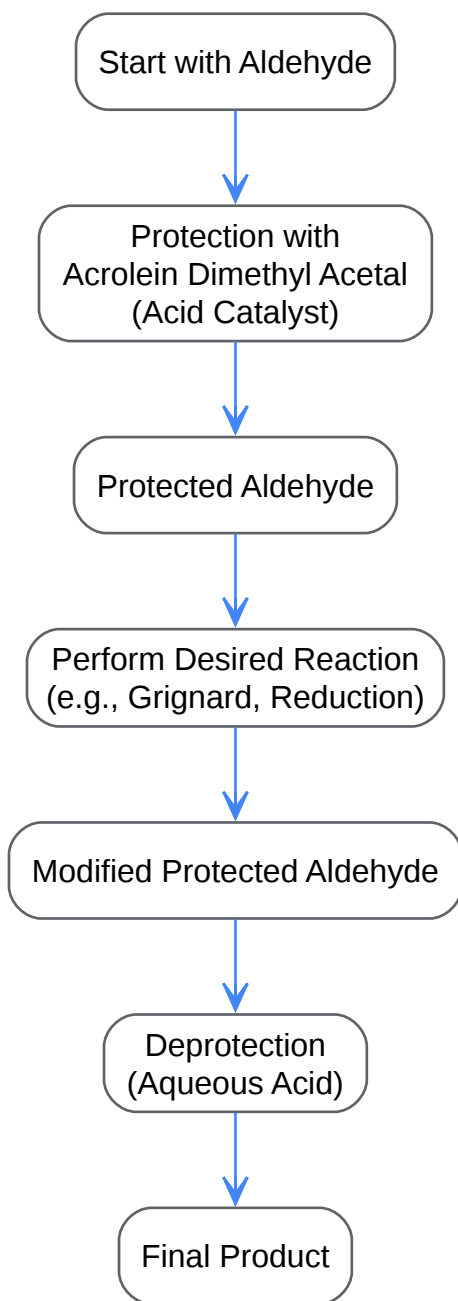 Start with Aldehyde
Protection with
Acrolein Dimethyl Acetal
(Acid Catalyst)
Protected Aldehyde
Perform Desired Reaction
(e.g., Grignard, Reduction)
Modified Protected Aldehyde
Deprotection
(Aqueous Acid)
Final Product